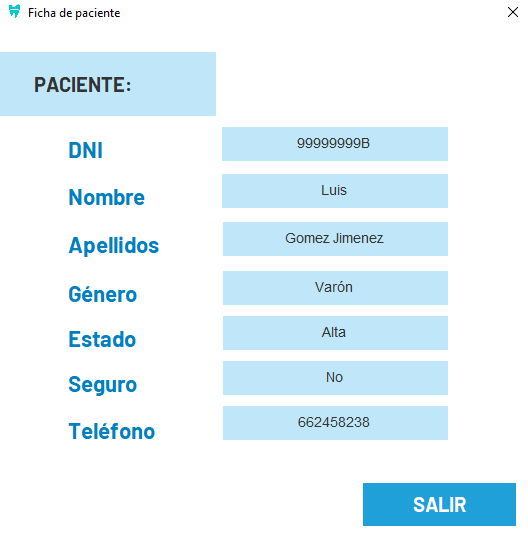 Ficha de paciente
PACIENTE:
DNI 99999999B
Nombre Luis
Apellidos Gomez Jimenez
Género Varón
Estado Alta
Seguro No
Teléfono 662458238
SALIR